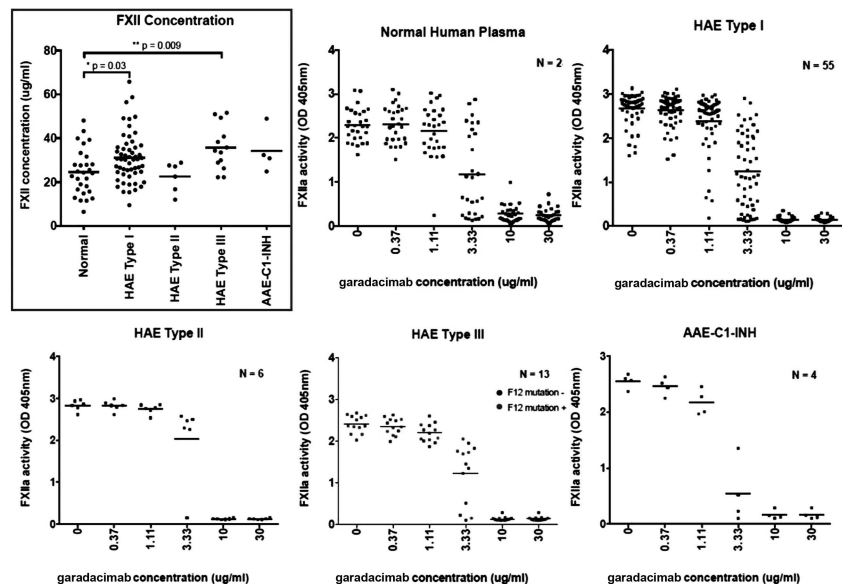 FXII Concentration
FXII concentration (ug/ml)
80
60
40
20
0
** p = 0.009
* p = 0.03
Normal
HAE Type I
HAE Type II
HAE Type III
AAE-C1-INH
Normal Human Plasma
N = 2
FXIIa activity (OD 405nm)
4
3
2
1
0
0
0.37
1.11
3.33
10
30
garadacimab concentration (ug/ml)
HAE Type I
N = 55
FXIIa activity (OD 405nm)
4
3
2
1
0
0
0.37
1.11
3.33
10
30
garadacimab concentration (ug/ml)
HAE Type II
N = 6
FXIIa activity (OD 405nm)
4
3
2
1
0
0
0.37
1.11
3.33
10
30
garadacimab concentration (ug/ml)
HAE Type III
N = 13
F12 mutation -
F12 mutation +
FXIIa activity (OD 405nm)
4
3
2
1
0
0
0.37
1.11
3.33
10
30
garadacimab concentration (ug/ml)
AAE-C1-INH
N = 4
FXIIa activity (OD 405nm)
3
2
1
0
0
0.37
1.11
3.33
10
30
garadacimab concentration (ug/ml)